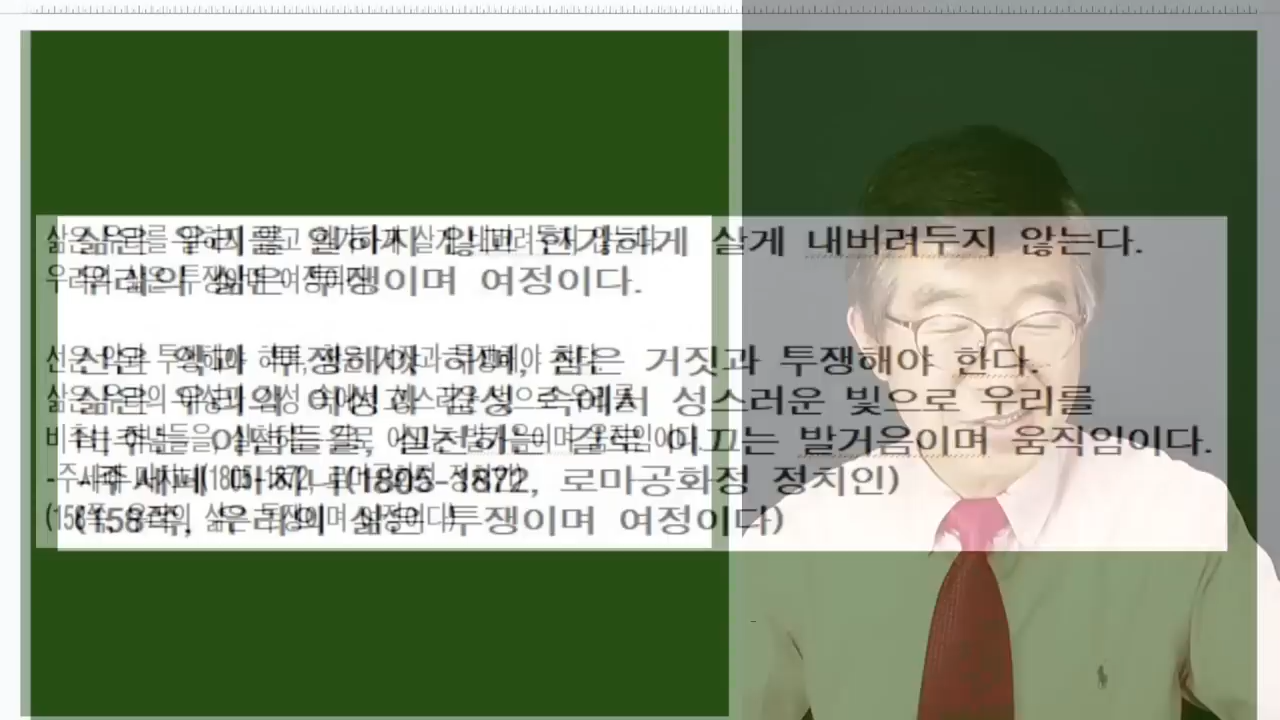 삶은 우리를 원하지 않고 한가하게 살게 내버려두지 않는다.
우리의 삶은 투쟁이며 여정이다.
선은 악과 투쟁해야 하며, 참은 거짓과 투쟁해야 한다.
삶은 우리의 이성과 감성 속에서 성스러운 빛으로 우리를
비추는 이념들을, 실천하는 길로 이끄는 발걸음이며 움직임이다.
- 주세페 마치니(1805-1872, 로마공화정 정치인)
(158쪽, 우리의 삶은 투쟁이며 여정이다)